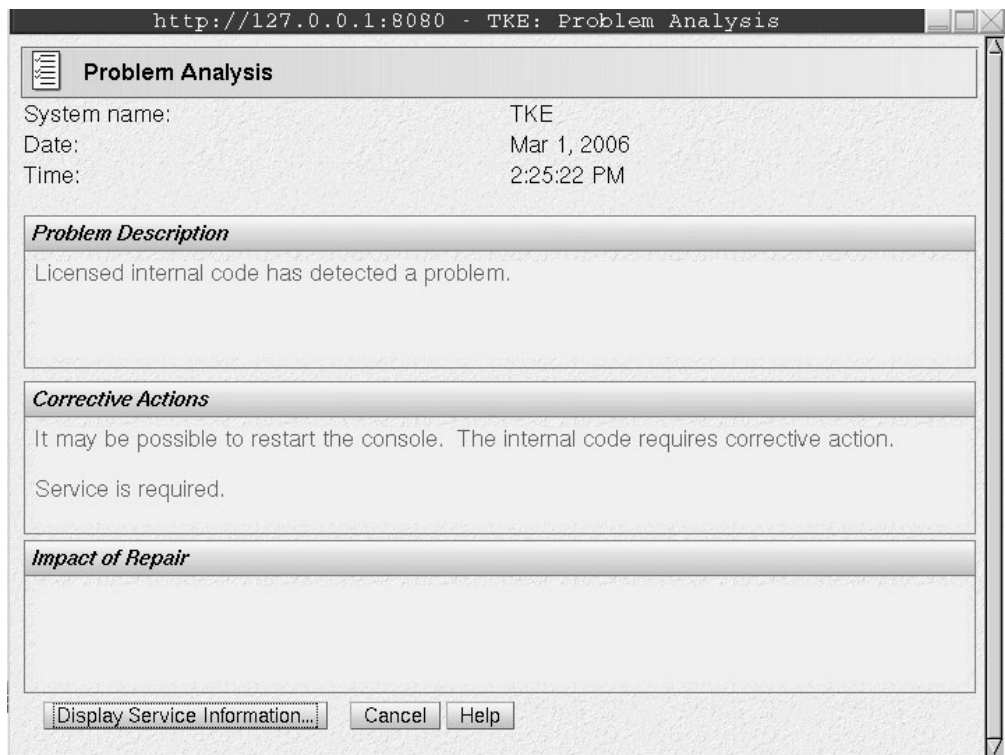 http://127.0.0.1:8080 - TKE: Problem Analysis
Problem Analysis
System name: TKE
Date: Mar 1, 2006
Time: 2:25:22 PM
Problem Description
Licensed internal code has detected a problem.
Corrective Actions
It may be possible to restart the console.  The internal code requires corrective action.
Service is required.
Impact of Repair
Display Service Information... Cancel Help